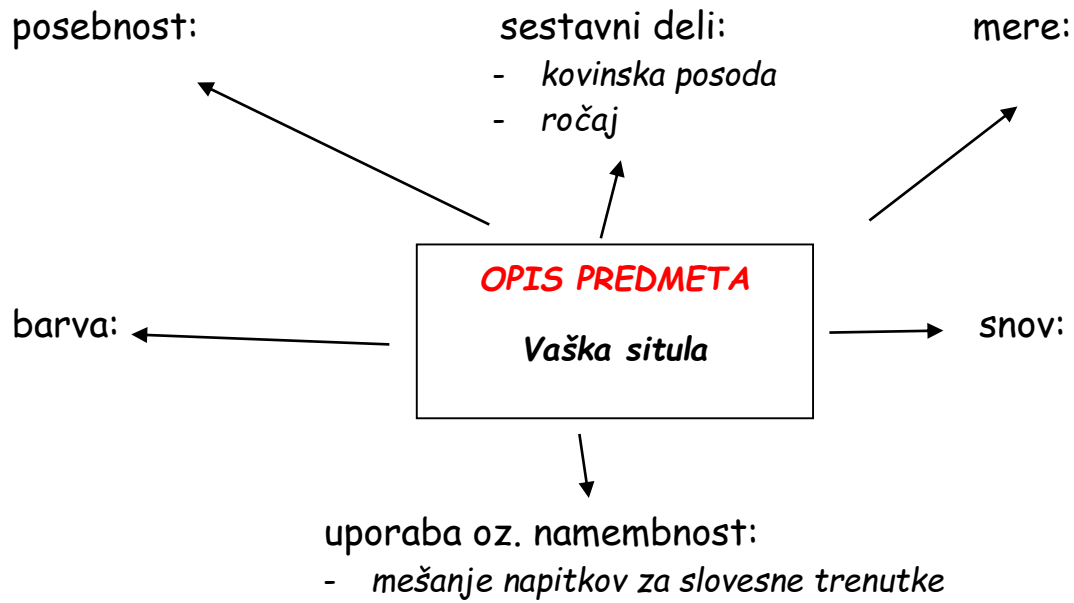 posebnost:
sestavni deli:
- kovinska posoda
- ročaj
mere:
OPIS PREDMETA
Vaška situla
barva:
snov:
uporaba oz. namembnost:
- mešanje napitkov za slovesne trenutke